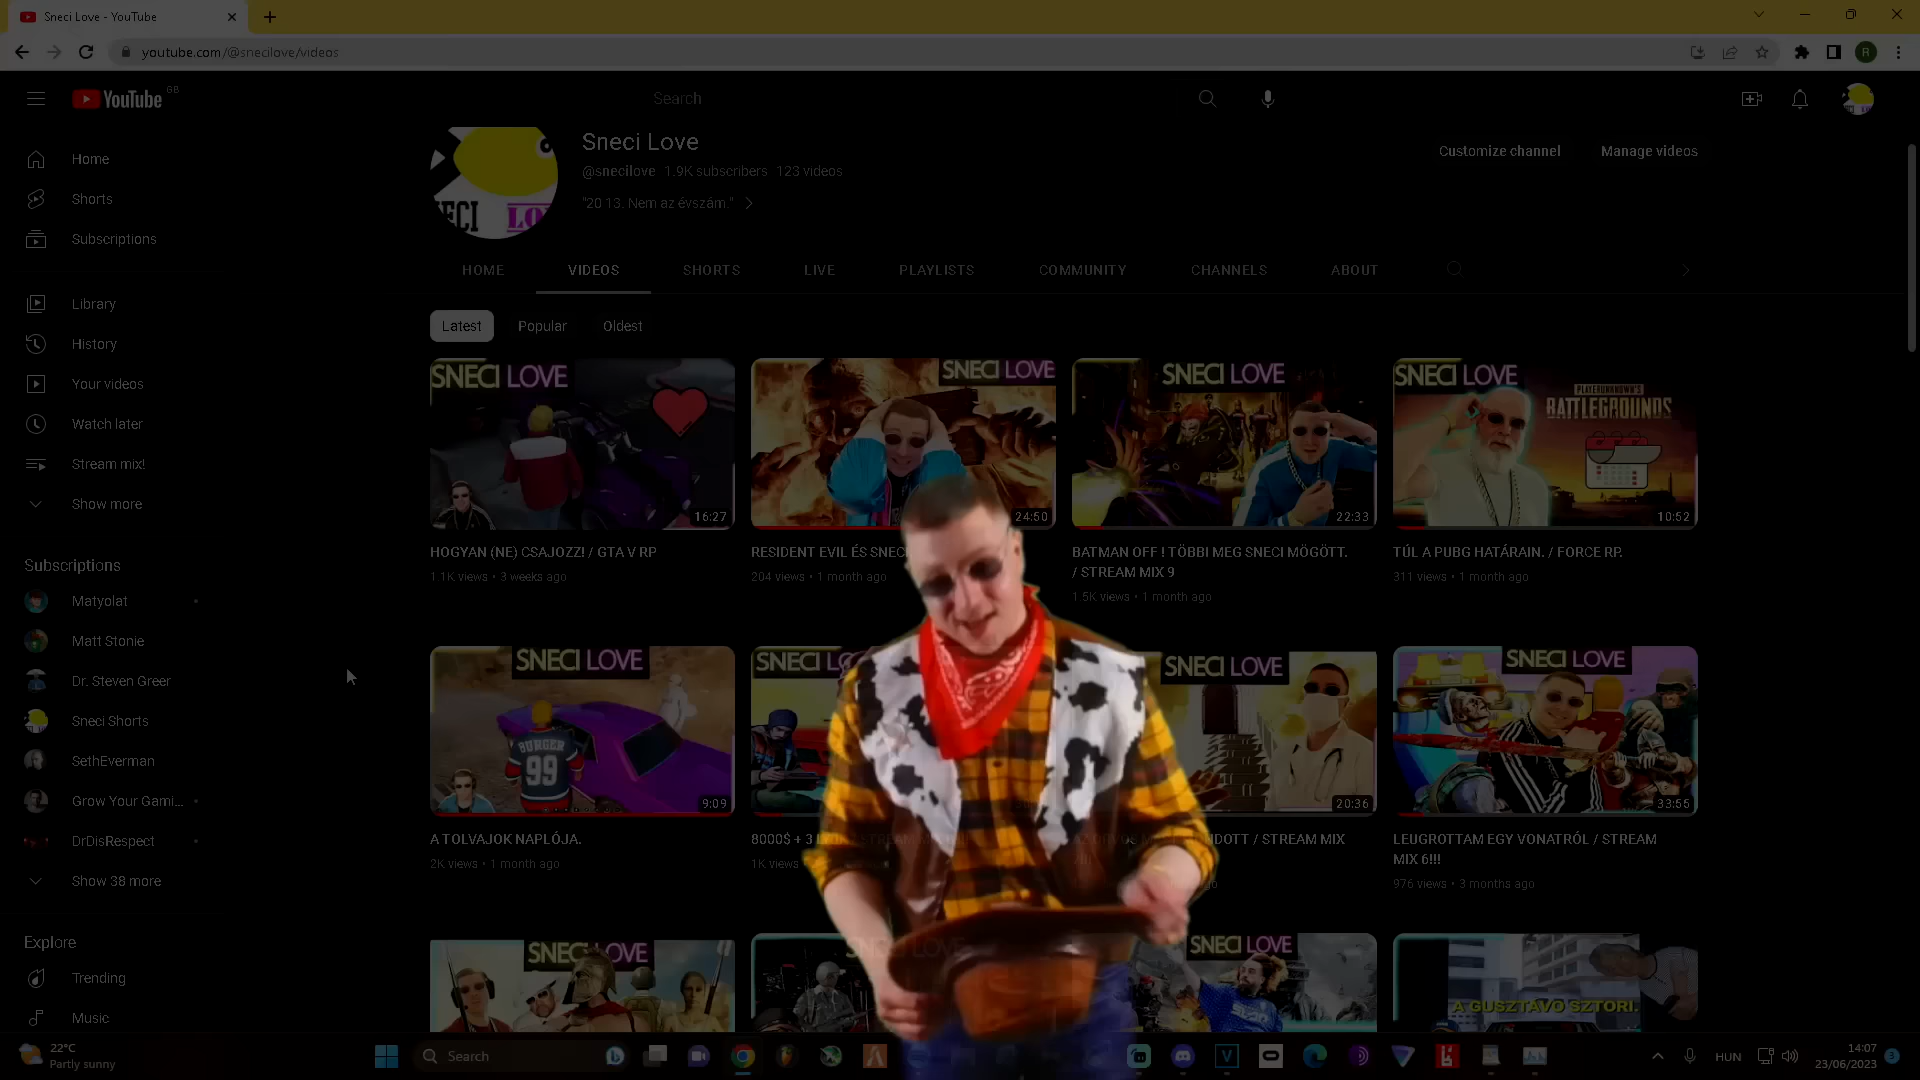 Sneci Love - YouTube
youtube.com/@snecilove/videos
R
YouTube GB
Search
Home
Shorts
Subscriptions
Library
History
Your videos
Watch later
Stream mix!
Show more
Subscriptions
Matyolat
Matt Stonie
Dr. Steven Greer
Sneci Shorts
SethEverman
Grow Your Gami...
DrDisRespect
Show 38 more
Explore
Trending
Music
Sneci Love
@snecilove 1.9K subscribers 123 videos
"20 13. Nem az évszám."
Customize channel
Manage videos
HOME VIDEOS SHORTS LIVE PLAYLISTS COMMUNITY CHANNELS ABOUT
Latest Popular Oldest
SNECI LOVE
16:27
HOGYAN (NE) CSAJOZZ! / GTA V RP
1.1K views • 3 weeks ago
SNECI LOVE
24:50
RESIDENT EVIL ÉS SNECI
204 views • 1 month ago
SNECI LOVE
22:33
BATMAN OFF ! TÖBBI MEG SNECI MÖGÖTT.
/ STREAM MIX 9
1.5K views • 1 month ago
SNECI LOVE
PLAYERUNKNOWN'S
BATTLEGROUNDS
10:52
TÚL A PUBG HATÁRAIN. / FORCE RP.
311 views • 1 month ago
SNECI LOVE
BURGER
99
9:09
A TOLVAJOK NAPLÓJA.
2K views • 1 month ago
SNECI
8000$ + 3
1K views
SNECI LOVE
20:36
/ STREAM MIX
SNECI LOVE
33:55
LEUGROTTAM EGY VONATRÓL / STREAM
MIX 6!!!
976 views • 3 months ago
SNECI LOVE
SNECI LOVE
SNECI LOVE
A GUSZTÁVO SZTORI.
22°C
Partly sunny
Search
HUN
14:07
23/06/2023
3